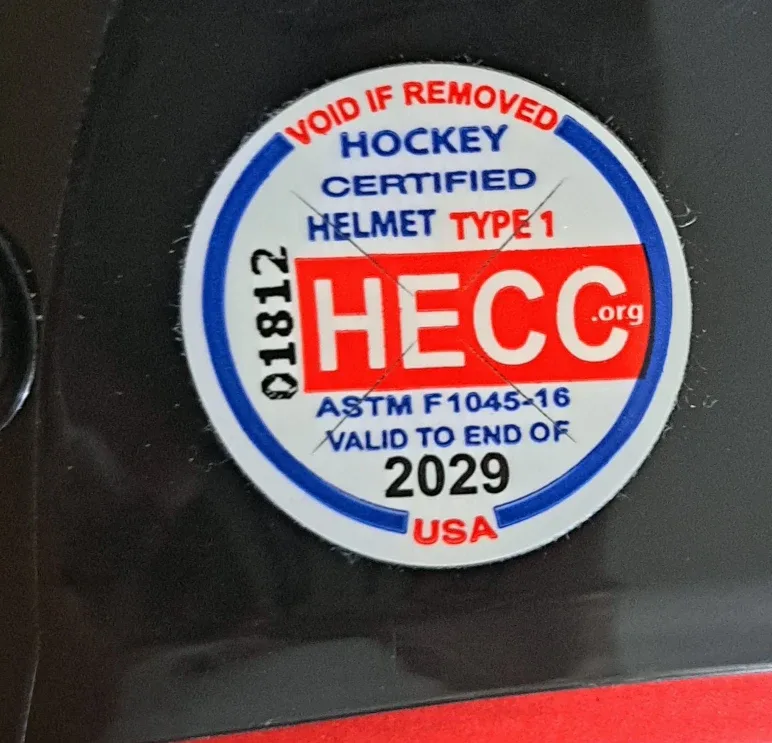 VOID IF REMOVED
HOCKEY
CERTIFIED
HELMET TYPE 1
01812
HECC.org
ASTM F1045-16
VALID TO END OF
2029
USA